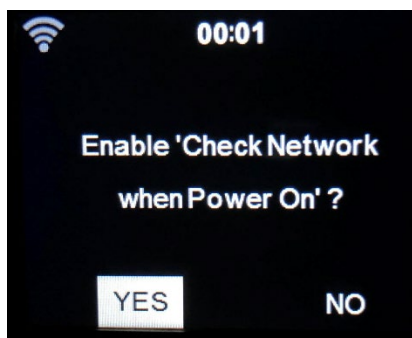 00:01
Enable 'Check Network
when Power On' ?
YES NO